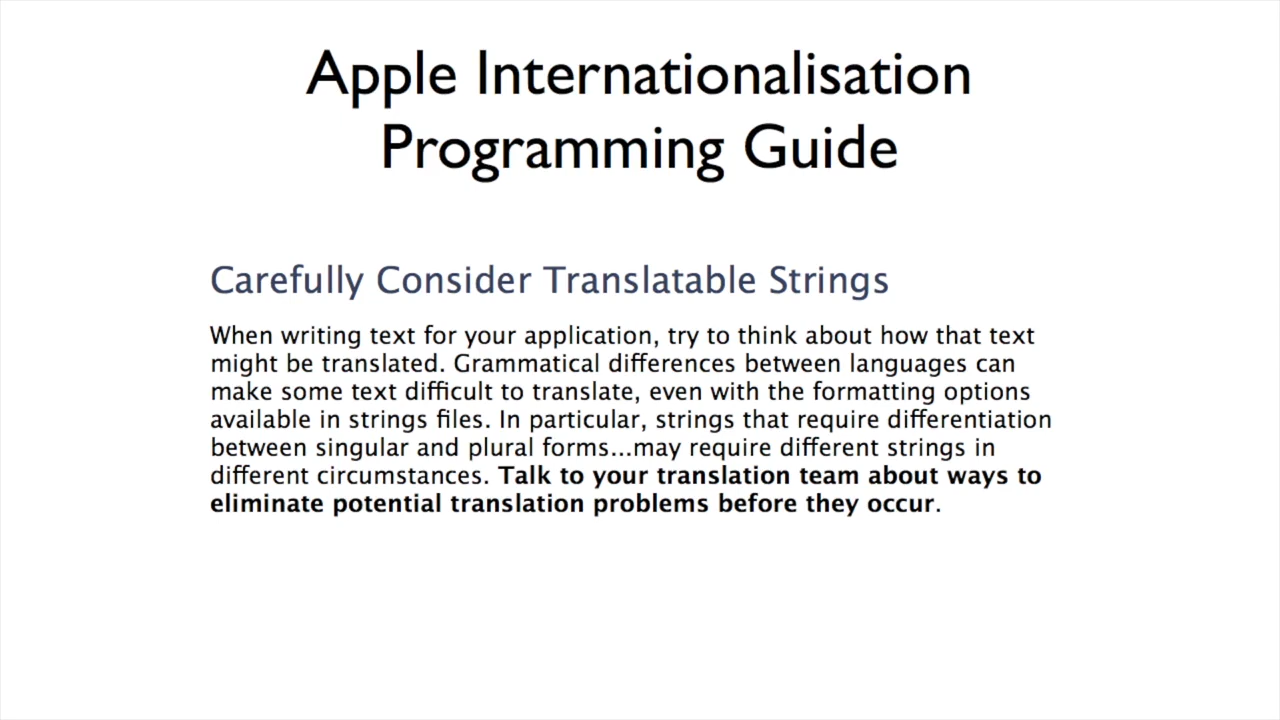 Apple Internationalisation
Programming Guide
Carefully Consider Translatable Strings
When writing text for your application, try to think about how that text
might be translated. Grammatical differences between languages can
make some text difficult to translate, even with the formatting options
available in strings files. In particular, strings that require differentiation
between singular and plural forms...may require different strings in
different circumstances. Talk to your translation team about ways to
eliminate potential translation problems before they occur.